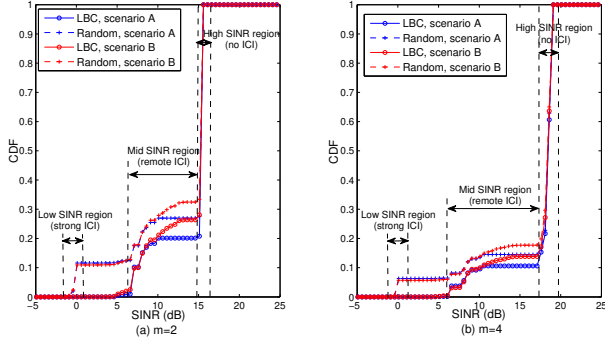 LBC, scenario A
Random, scenario A
LBC, scenario B
Random, scenario B
High SINR region
(no ICI)
Mid SINR region
(remote ICI)
Low SINR region
(strong ICI)
CDF
1
0.9
0.8
0.7
0.6
0.5
0.4
0.3
0.2
0.1
0
-5 0 5 10 15 20 25
SINR (dB)
(a) m=2
LBC, scenario A
Random, scenario A
LBC, scenario B
Random, scenario B
High SINR region
(no ICI)
Mid SINR region
(remote ICI)
Low SINR region
(strong ICI)
CDF
1
0.9
0.8
0.7
0.6
0.5
0.4
0.3
0.2
0.1
0
-5 0 5 10 15 20 25
SINR (dB)
(b) m=4